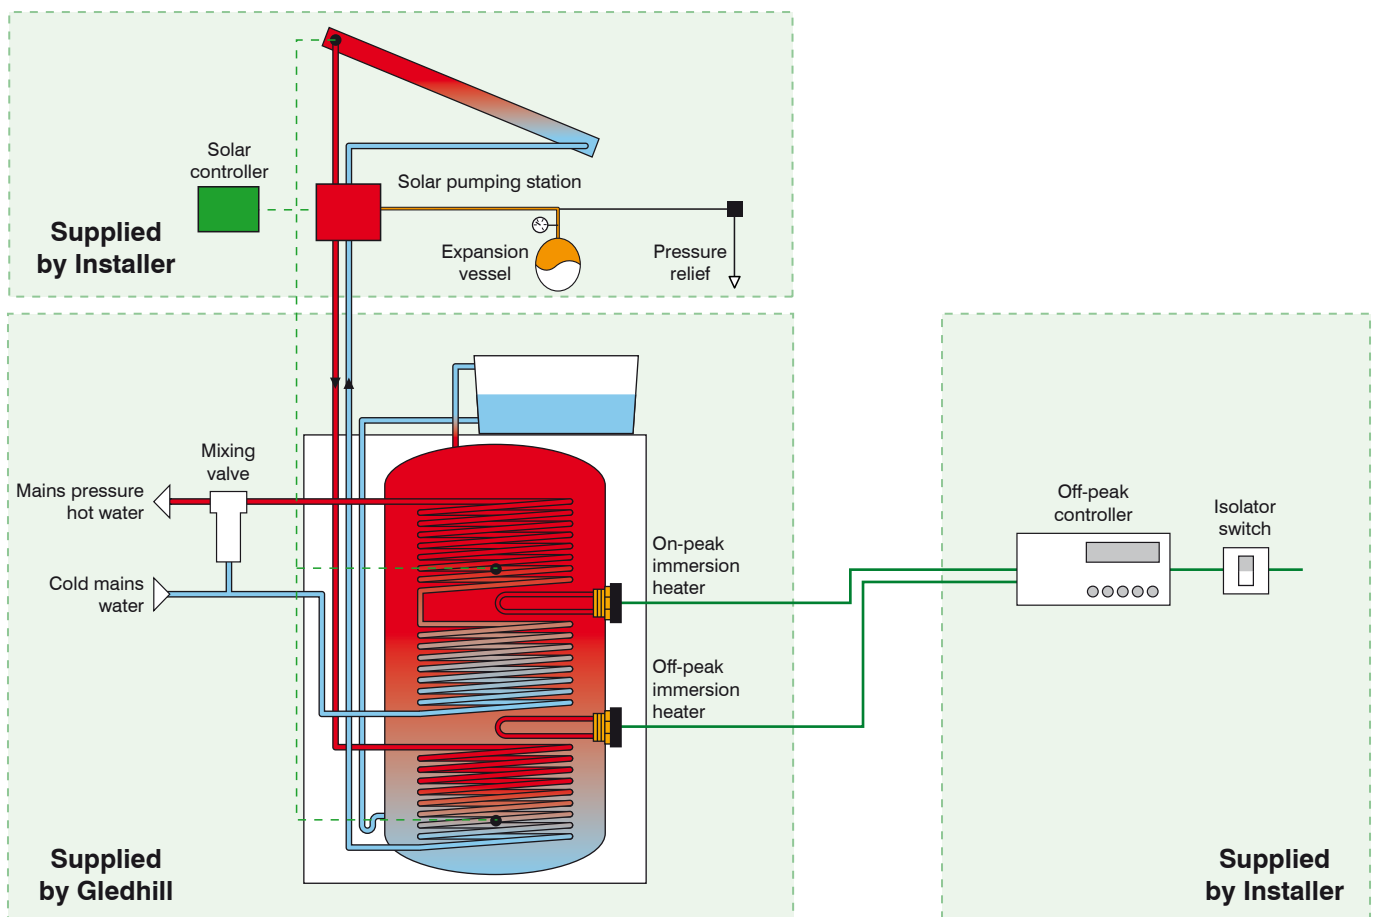 Solar
controller
Solar pumping station
Supplied
by Installer
Expansion
vessel
Pressure
relief
Mixing
valve
Mains pressure
hot water
Cold mains
water
On-peak
immersion
heater
Off-peak
immersion
heater
Off-peak
controller
Isolator
switch
Supplied
by Gledhill
Supplied
by Installer